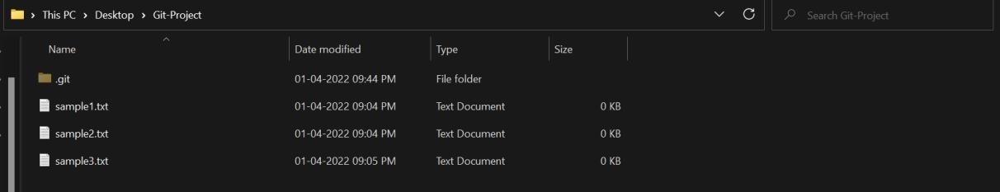 This PC > Desktop > Git-Project Search Git-Project
Name Date modified Type Size
.git 01-04-2022 09:44 PM File folder
sample1.txt 01-04-2022 09:04 PM Text Document 0 KB
sample2.txt 01-04-2022 09:04 PM Text Document 0 KB
sample3.txt 01-04-2022 09:05 PM Text Document 0 KB